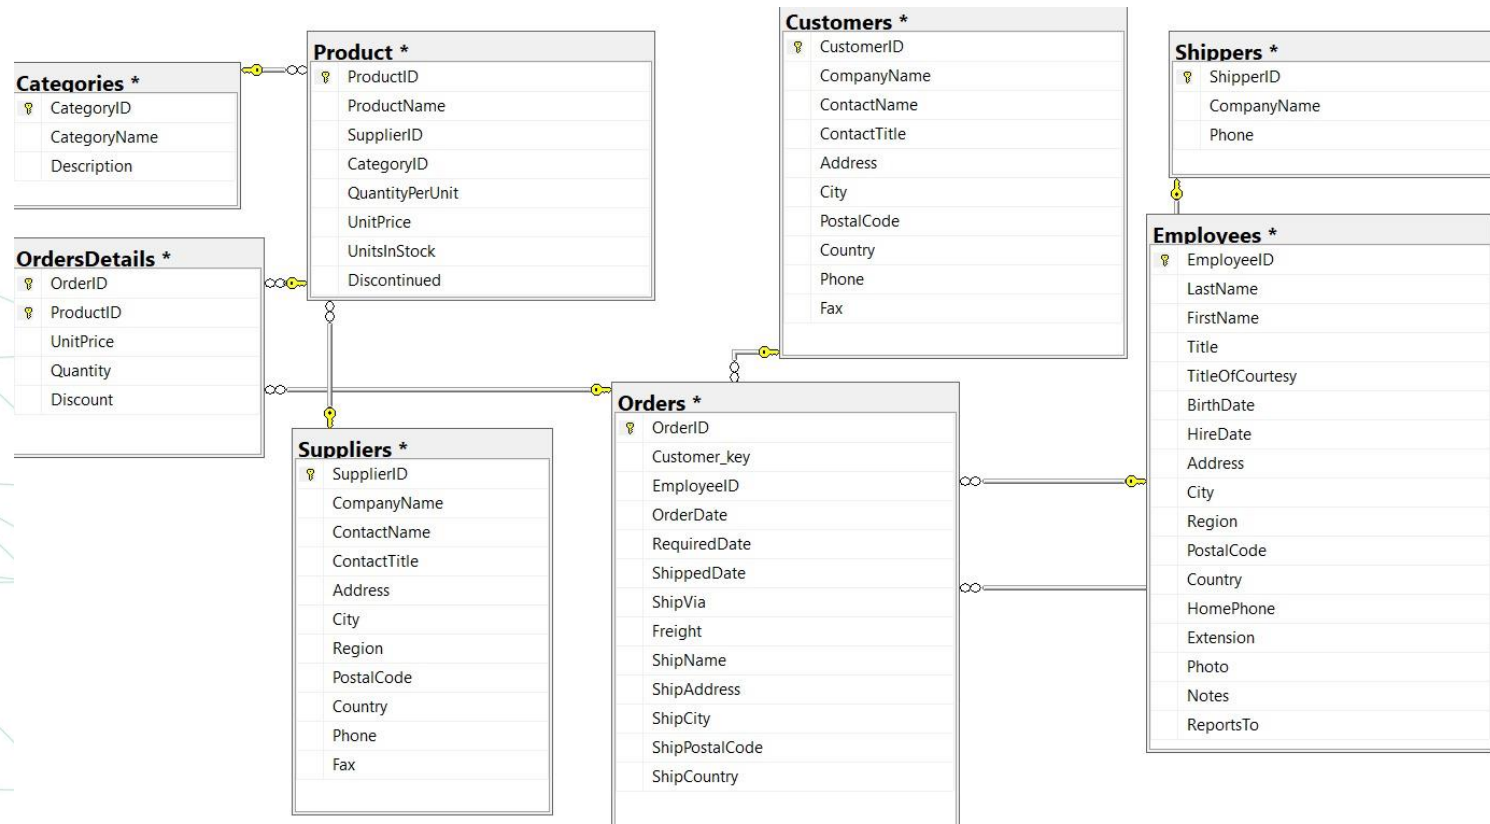 Categories *
CategoryID
CategoryName
Description
Product *
ProductID
ProductName
SupplierID
CategoryID
QuantityPerUnit
UnitPrice
UnitsInStock
Discontinued
Customers *
CustomerID
CompanyName
ContactName
ContactTitle
Address
City
PostalCode
Country
Phone
Fax
Shippers *
ShipperID
CompanyName
Phone
OrdersDetails *
OrderID
ProductID
UnitPrice
Quantity
Discount
Suppliers *
SupplierID
CompanyName
ContactName
ContactTitle
Address
City
Region
PostalCode
Country
Phone
Fax
Orders *
OrderID
Customer_key
EmployeeID
OrderDate
RequiredDate
ShippedDate
ShipVia
Freight
ShipName
ShipAddress
ShipCity
ShipPostalCode
ShipCountry
Employees *
EmployeeID
LastName
FirstName
Title
TitleOfCourtesy
BirthDate
HireDate
Address
City
Region
PostalCode
Country
HomePhone
Extension
Photo
Notes
ReportsTo